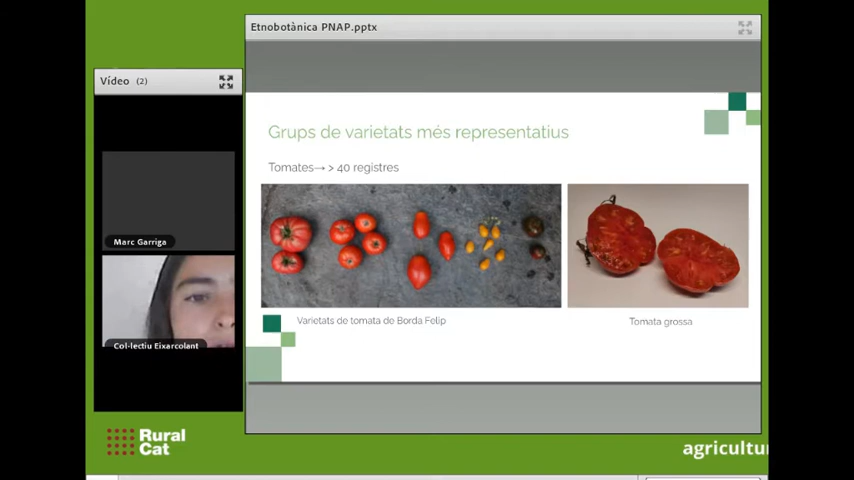 Etnobotànica PNAP.pptx
Vídeo (2)
Grups de varietats més representatius
Tomates→ > 40 registres
Marc Garriga
Varietats de tomata de Borda Felip
Tomata grossa
Col·lectiu Eixarcolant
Rural
Cat
agricultur